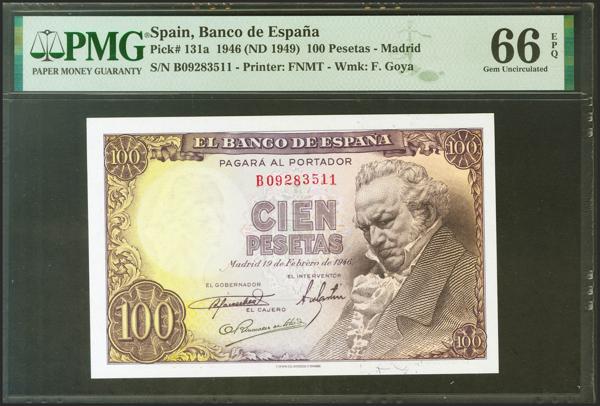 PMG
PAPER MONEY GUARANTY
Spain, Banco de España
Pick# 131a 1946 (ND 1949) 100 Pesetas - Madrid
S/N B09283511 - Printer: FNMT - Wmk: F. Goya
66 EPQ
Gem Uncirculated
100 EL BANCO DE ESPAÑA 100
PAGARÁ AL PORTADOR
B09283511
CIEN
PESETAS
Madrid 19 de Febrero de 1946
EL GOBERNADOR EL INTERVENTOR
EL CAJERO
100 100